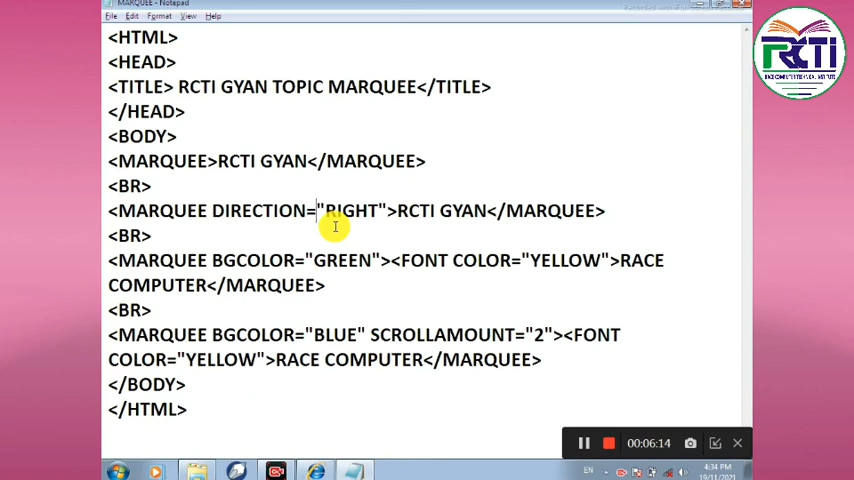 MARQUEE - Notepad
File Edit Format View Help
<HTML>
<HEAD>
<TITLE> RCTI GYAN TOPIC MARQUEE</TITLE>
</HEAD>
<BODY>
<MARQUEE>RCTI GYAN</MARQUEE>
<BR>
<MARQUEE DIRECTION="RIGHT">RCTI GYAN</MARQUEE>
<BR>
<MARQUEE BGCOLOR="GREEN"><FONT COLOR="YELLOW">RACE
COMPUTER</MARQUEE>
<BR>
<MARQUEE BGCOLOR="BLUE" SCROLLAMOUNT="2"><FONT
COLOR="YELLOW">RACE COMPUTER</MARQUEE>
</BODY>
</HTML>
RCTI
00:06:14
EN
4:34 PM
19/11/2021